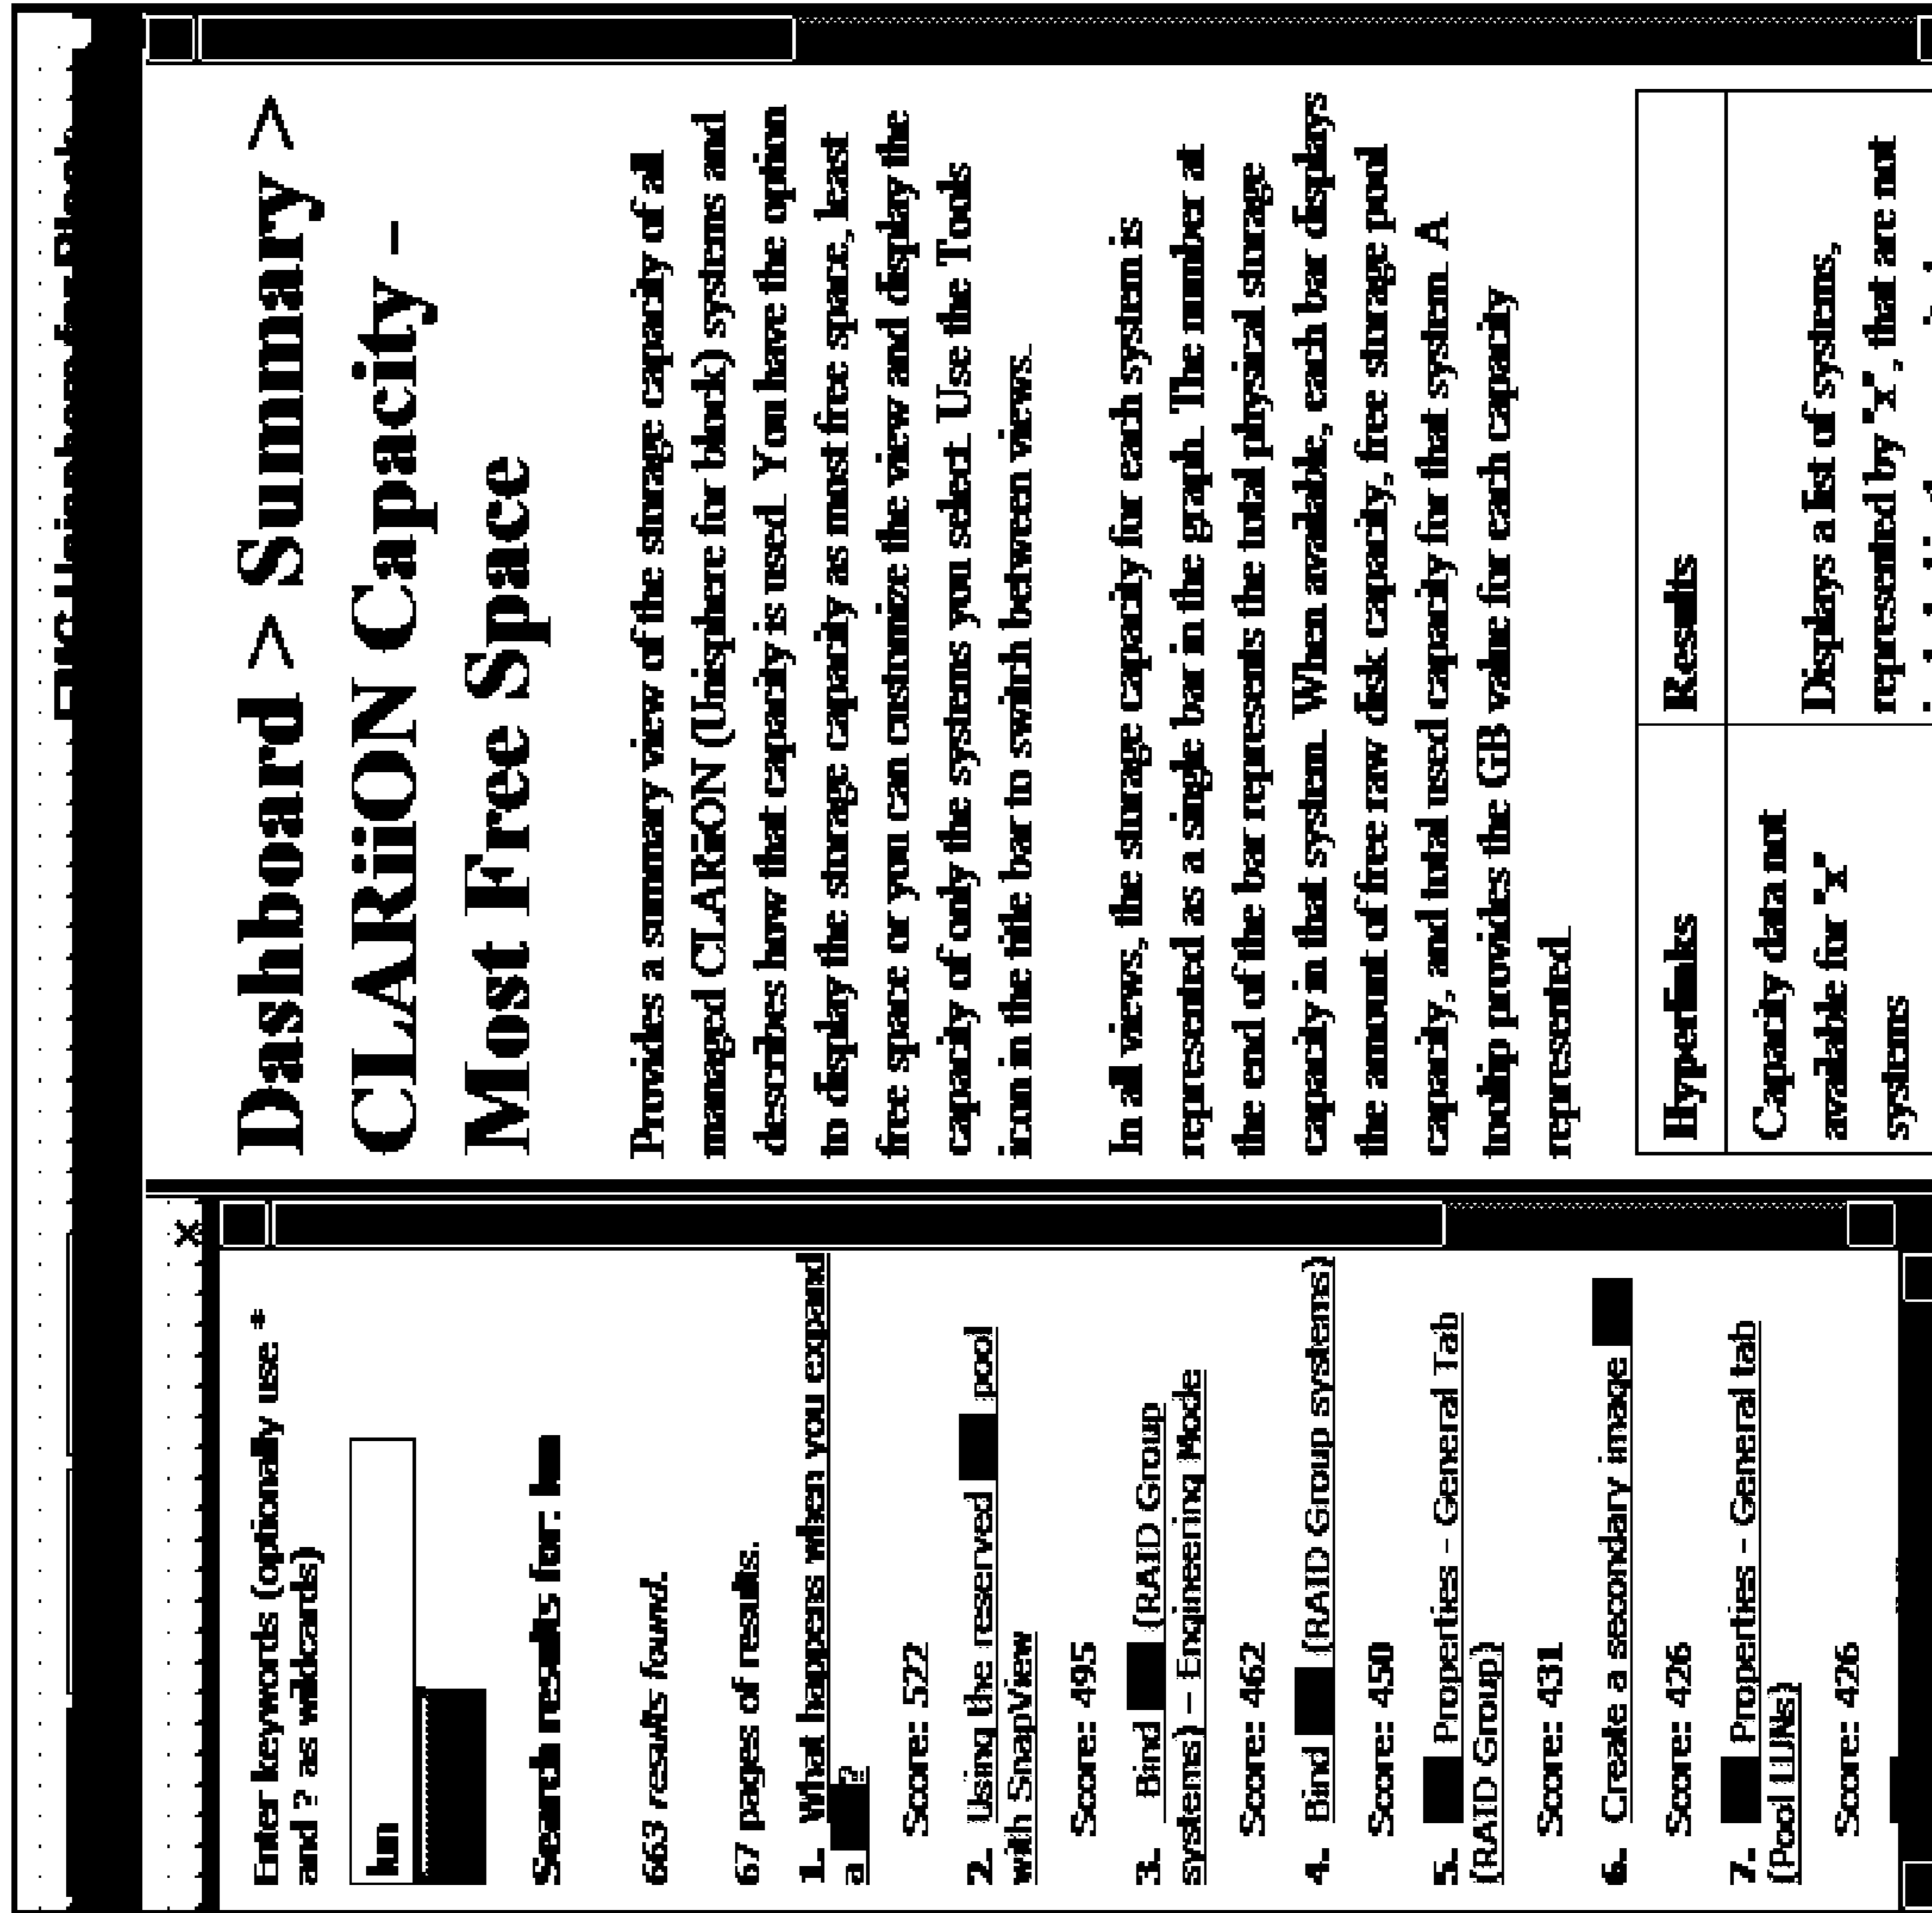 Enter keywords (optionally use *
and ? as wildcards)
lun
Search results for: lun
663 results found.
67 pages of results.
1. What happens when you expand
a ?
Score: 522
2. Using the reserved pool
with SnapView
Score: 495
3. Bind (RAID Group
systems) - Engineering Mode
Score: 462
4. Bind (RAID Group systems)
Score: 450
5. Properties - General Tab
(RAID Group)
Score: 431
6. Create a secondary image
Score: 426
7. Properties - General tab
(Pool LUNs)
Score: 426
Dashboard > Summary >
CLARiiON Capacity -
Most Free Space
Provides a summary view of the storage capacity of all
managed CLARiiON (Unisphere for block) systems and
describes how that capacity is used. You have the option
to display the storage capacity as most free space, least
free space or you can customize the view and display the
capacity of only the systems you select. Use the Tools
icon in the title bar to switch between views.
In all views, the storage capacity for each system is
represented as a single bar in the graph. The number at
the end of the bar represents the total physical storage
capacity in that system. When available, each bar displays
the amount of free raw disk capacity, free storage pool
capacity, and total used capacity for that system. A
tooltip provides the GB value for each capacity
represented.
Hyperlinks
Results
Capacity data not
available for "x"
systems
Displays a list of systems,
represented by "x", that are not